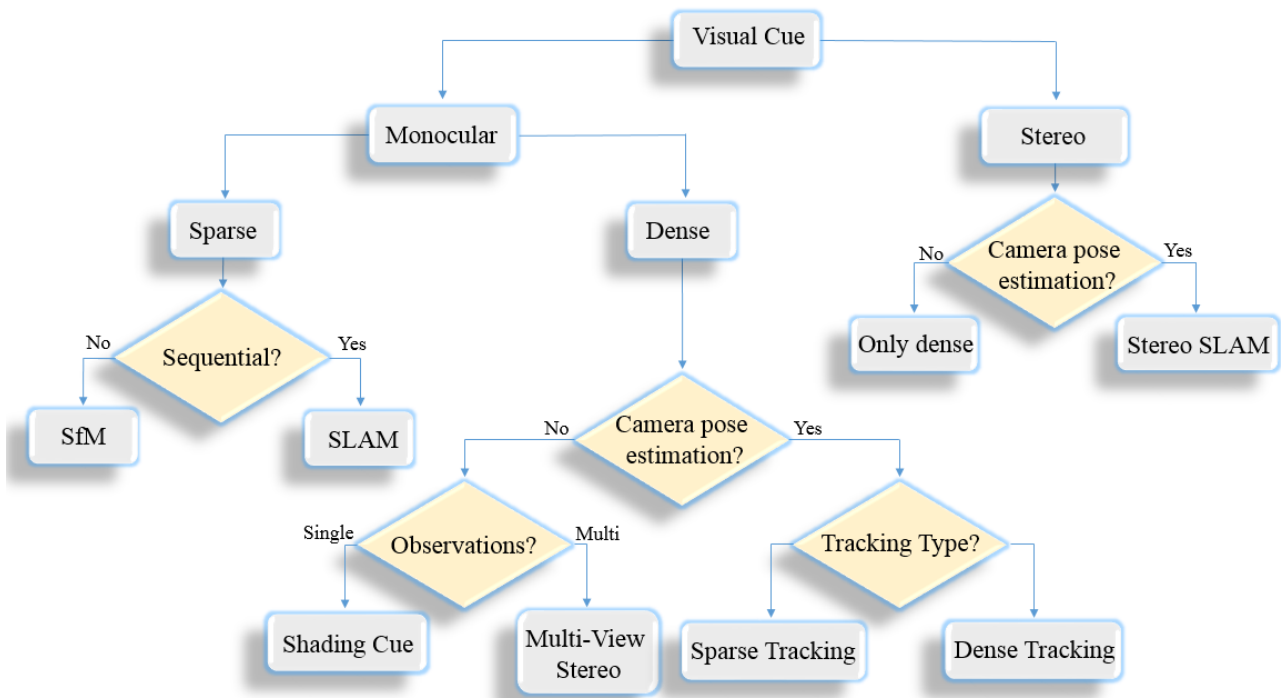 Visual Cue
Monocular
Stereo
Sparse
Dense
Camera pose
estimation?
No
Yes
Only dense
Stereo SLAM
Sequential?
No
Yes
SfM
SLAM
Camera pose
estimation?
No
Yes
Observations?
Single
Multi
Tracking Type?
Shading Cue
Multi-View
Stereo
Sparse Tracking
Dense Tracking